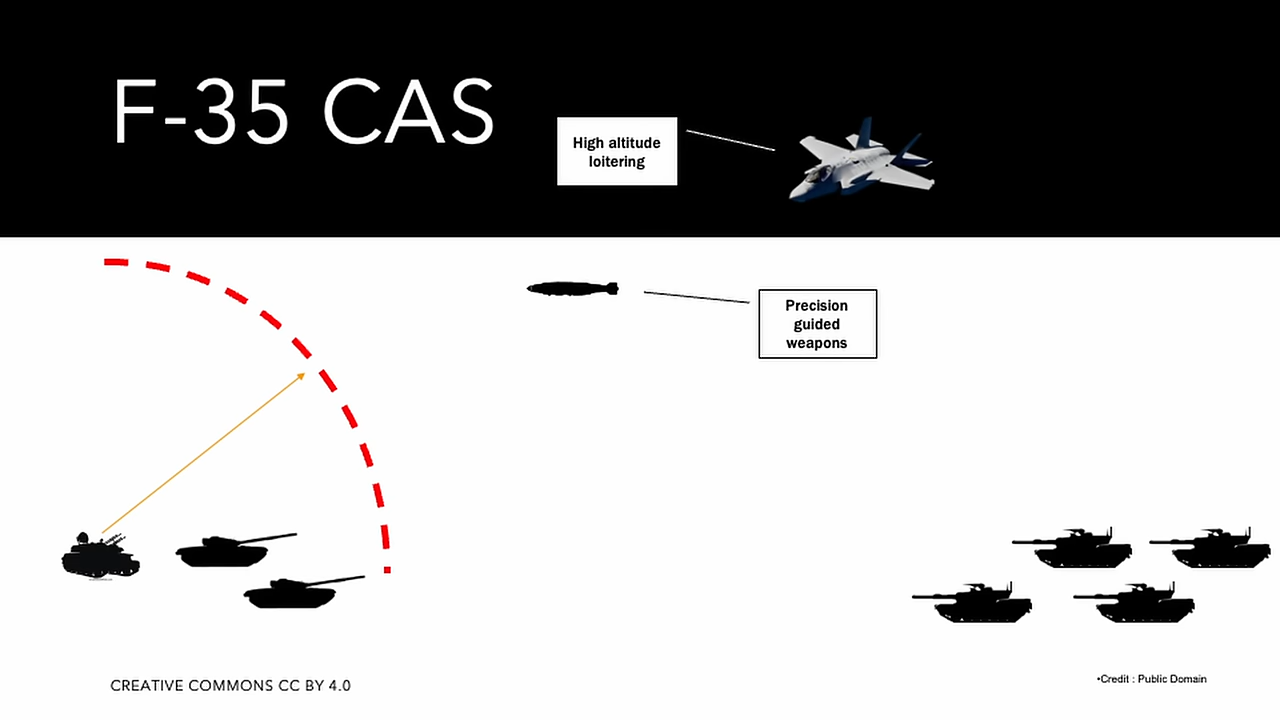 F-35 CAS
High altitude
loitering
Precision
guided
weapons
CREATIVE COMMONS CC BY 4.0
•Credit : Public Domain